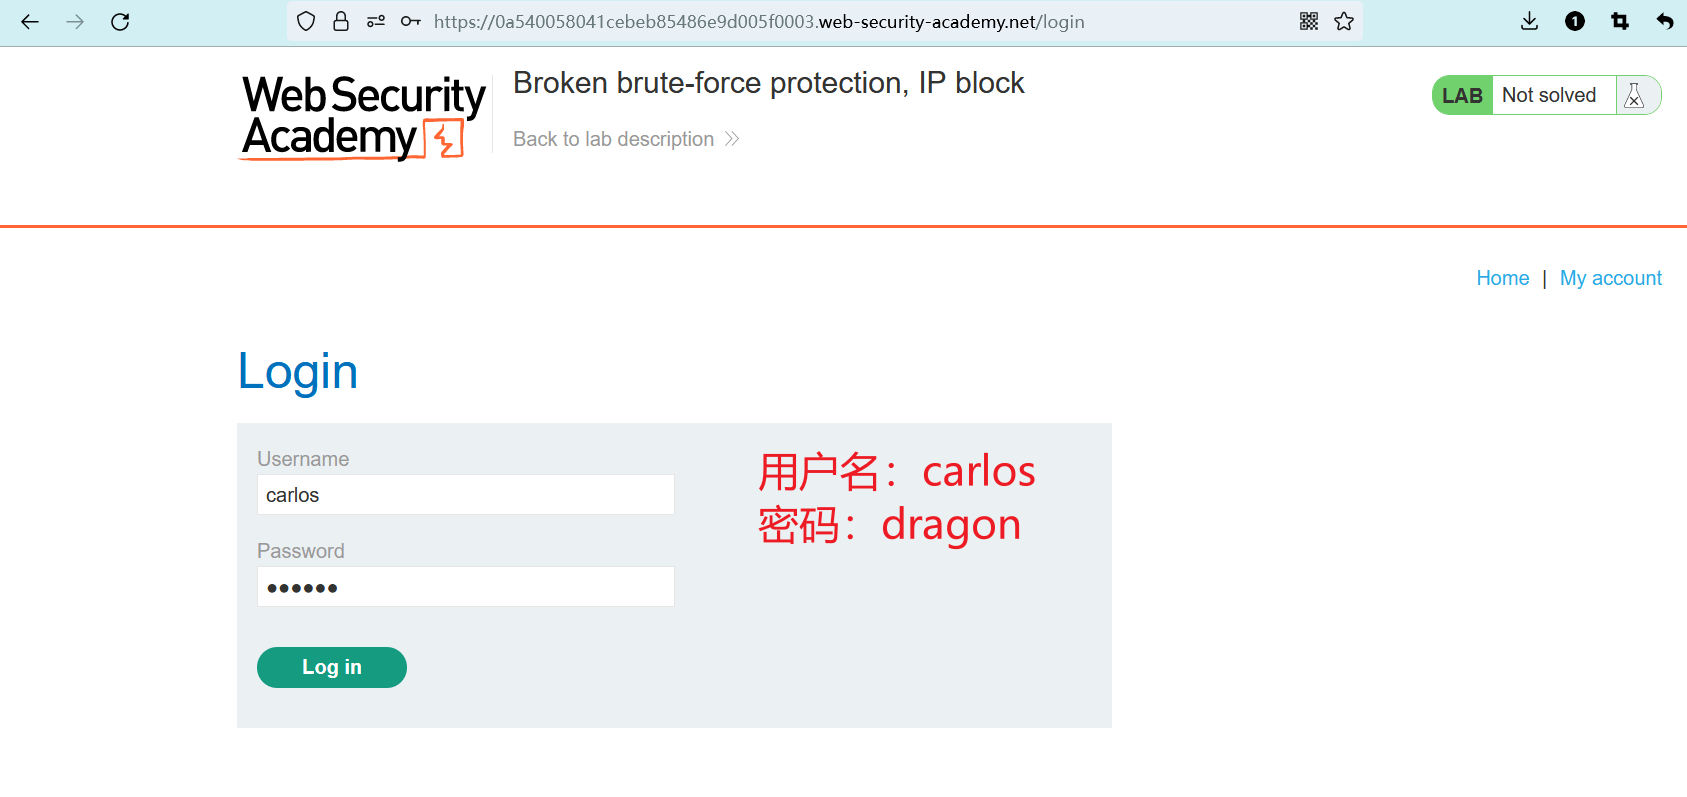 https://0a540058041cebeb85486e9d005f0003.web-security-academy.net/login
1
Web Security
Academy
Broken brute-force protection, IP block
Back to lab description
LAB Not solved
Home | My account
Login
Username
carlos
Password
Log in
用户名：carlos
密码：dragon